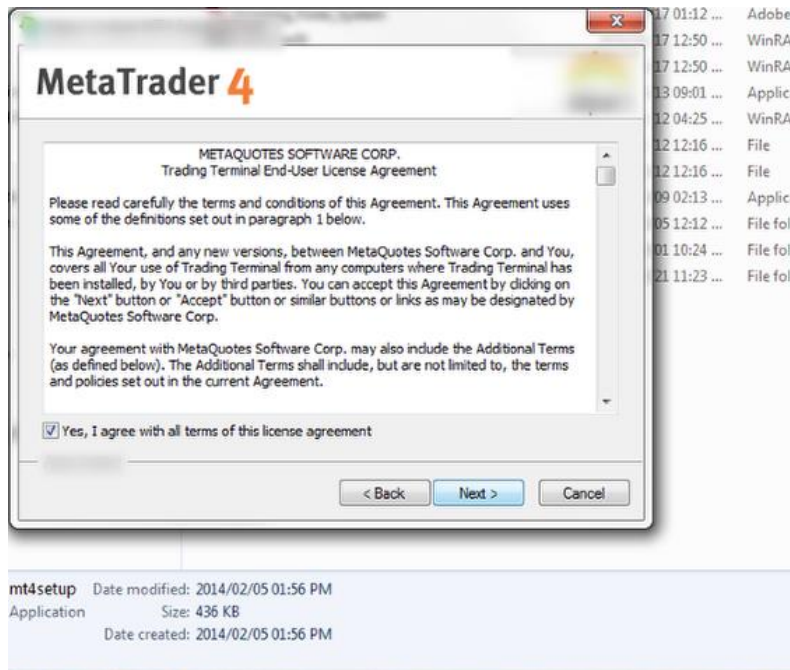 17 01:12 ... Adobe
17 12:50 ... WinRA
17 12:50 ... WinRA
13 09:01 ... Applic
12 04:25 ... WinRA
12 12:16 ... File
12 12:16 ... File
09 02:13 ... Applic
05 12:12 ... File fol
01 10:24 ... File fol
21 11:23 ... File fol
MetaTrader 4
METAQUOTES SOFTWARE CORP.
Trading Terminal End-User License Agreement
Please read carefully the terms and conditions of this Agreement. This Agreement uses
some of the definitions set out in paragraph 1 below.
This Agreement, and any new versions, between MetaQuotes Software Corp. and You,
covers all Your use of Trading Terminal from any computers where Trading Terminal has
been installed, by You or by third parties. You can accept this Agreement by clicking on
the "Next" button or "Accept" button or similar buttons or links as may be designated by
MetaQuotes Software Corp.
Your agreement with MetaQuotes Software Corp. may also include the Additional Terms
(as defined below). The Additional Terms shall include, but are not limited to, the terms
and policies set out in the current Agreement.
Yes, I agree with all terms of this license agreement
< Back Next > Cancel
mt4setup Date modified: 2014/02/05 01:56 PM
Application Size: 436 KB
Date created: 2014/02/05 01:56 PM